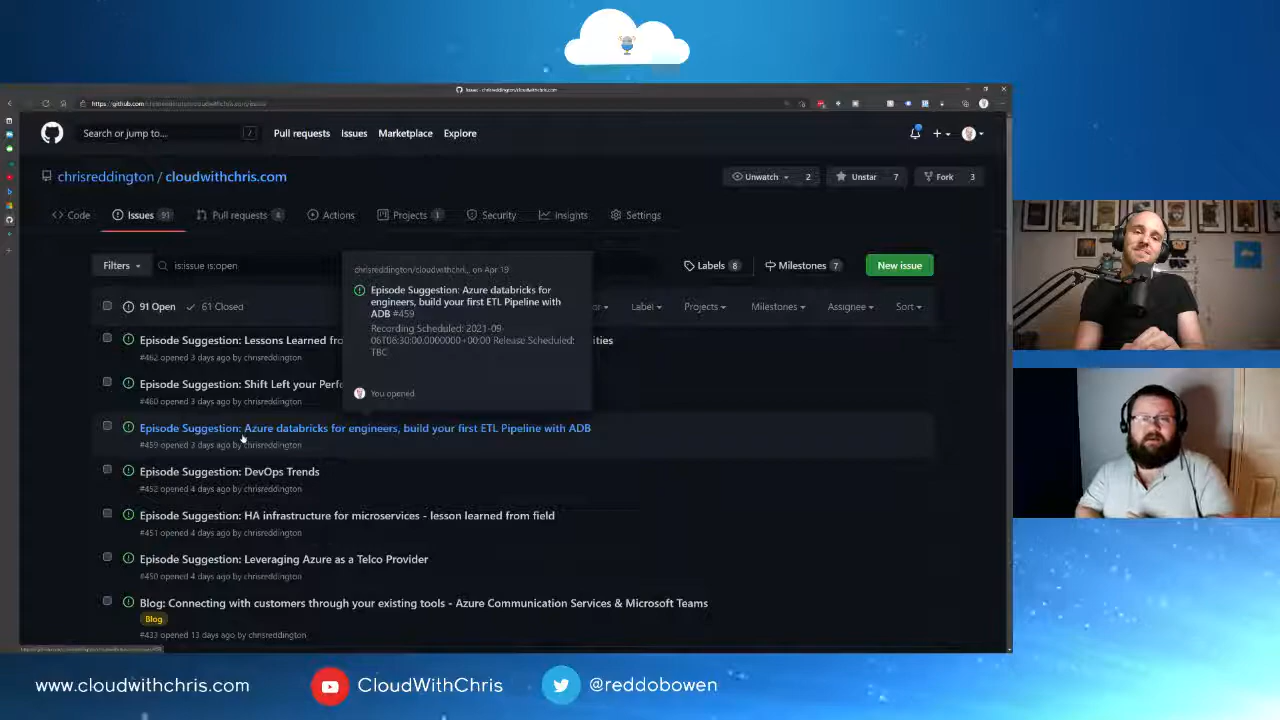 Issues - chrisreddington/cloudwithchris.com
Search or jump to... /
Pull requests Issues Marketplace Explore
chrisreddington / cloudwithchris.com
Unwatch 2 Unstar 7 Fork 3
Code Issues 91 Pull requests Actions Projects 1 Security Insights Settings
Filters is:issue is:open Labels 8 Milestones 7 New issue
91 Open 61 Closed Label Projects Milestones Assignee Sort
chrisreddington/cloudwithchri... on Apr 19
Episode Suggestion: Azure databricks for
engineers, build your first ETL Pipeline with
ADB #459
Recording Scheduled: 2021-09-
06T08:30:00.0000000+00:00 Release Scheduled:
TBC
You opened
Episode Suggestion: Lessons Learned
#462 opened 3 days ago by chrisreddington
Episode Suggestion: Shift Left your
#460 opened 3 days ago by chrisreddington
Episode Suggestion: Azure databricks for engineers, build your first ETL Pipeline with ADB
#459 opened 3 days ago by chrisreddington
Episode Suggestion: DevOps Trends
#452 opened 4 days ago by chrisreddington
Episode Suggestion: HA infrastructure for microservices - lesson learned from field
#451 opened 4 days ago by chrisreddington
Episode Suggestion: Leveraging Azure as a Telco Provider
#450 opened 4 days ago by chrisreddington
Blog: Connecting with customers through your existing tools - Azure Communication Services & Microsoft Teams
Blog
#433 opened 13 days ago by chrisreddington
www.cloudwithchris.com CloudWithChris @reddobowen